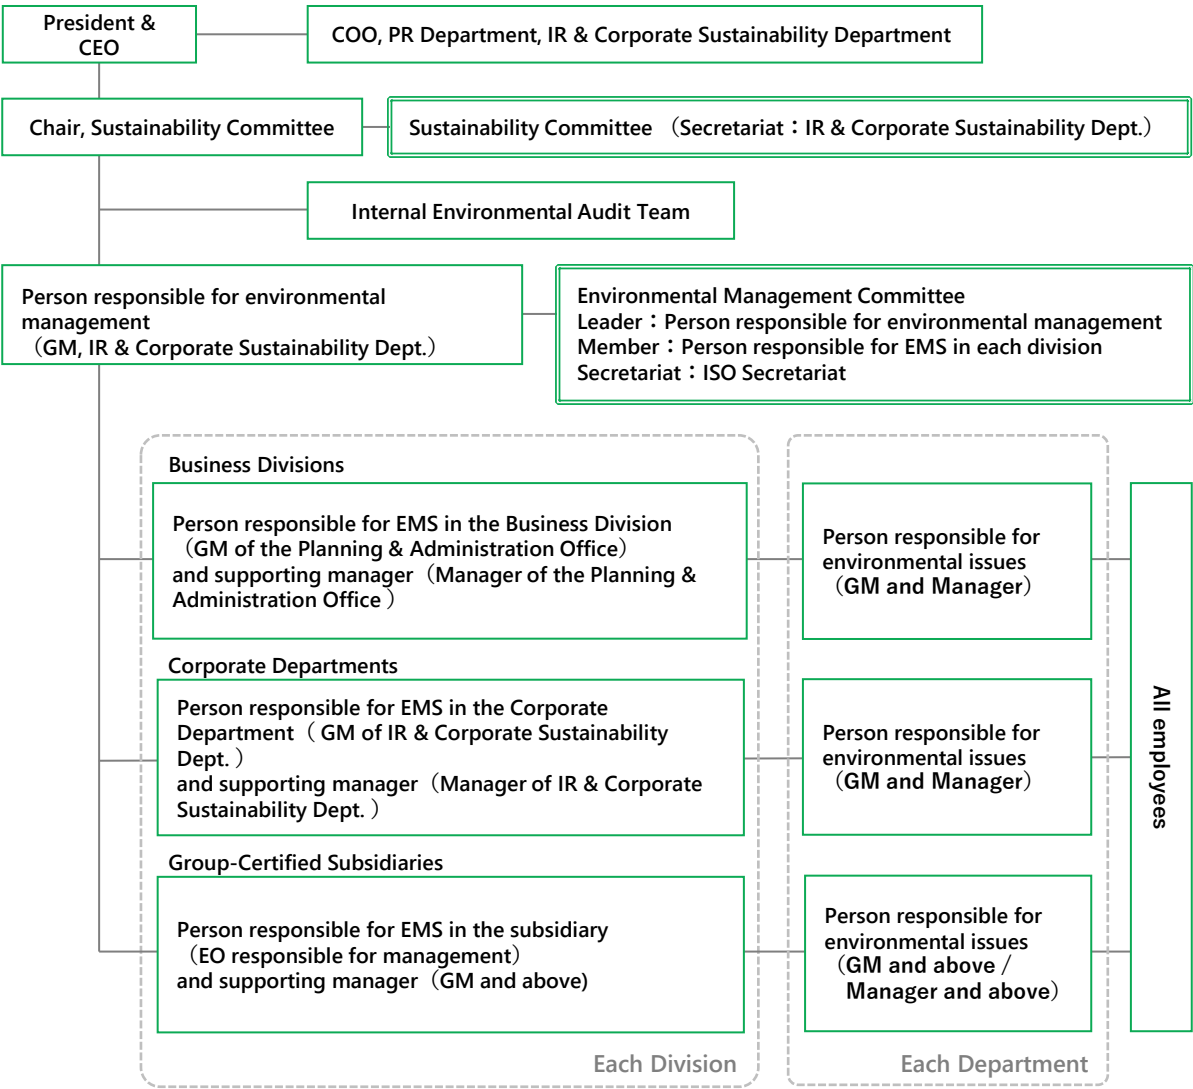 President &
CEO
COO, PR Department, IR & Corporate Sustainability Department
Chair, Sustainability Committee
Sustainability Committee （Secretariat：IR & Corporate Sustainability Dept.）
Internal Environmental Audit Team
Person responsible for environmental
management
（GM, IR & Corporate Sustainability Dept.）
Environmental Management Committee
Leader：Person responsible for environmental management
Member：Person responsible for EMS in each division
Secretariat：ISO Secretariat
Business Divisions
Person responsible for EMS in the Business Division
（GM of the Planning & Administration Office）
and supporting manager（Manager of the Planning &
Administration Office ）
Person responsible for
environmental issues
（GM and Manager）
Corporate Departments
Person responsible for EMS in the Corporate
Department（ GM of IR & Corporate Sustainability
Dept. ）
and supporting manager（Manager of IR & Corporate
Sustainability Dept. ）
Person responsible for
environmental issues
（GM and Manager）
Group-Certified Subsidiaries
Person responsible for EMS in the subsidiary
（EO responsible for management）
and supporting manager（GM and above)
Person responsible for
environmental issues
（GM and above /
Manager and above）
All employees
Each Division
Each Department